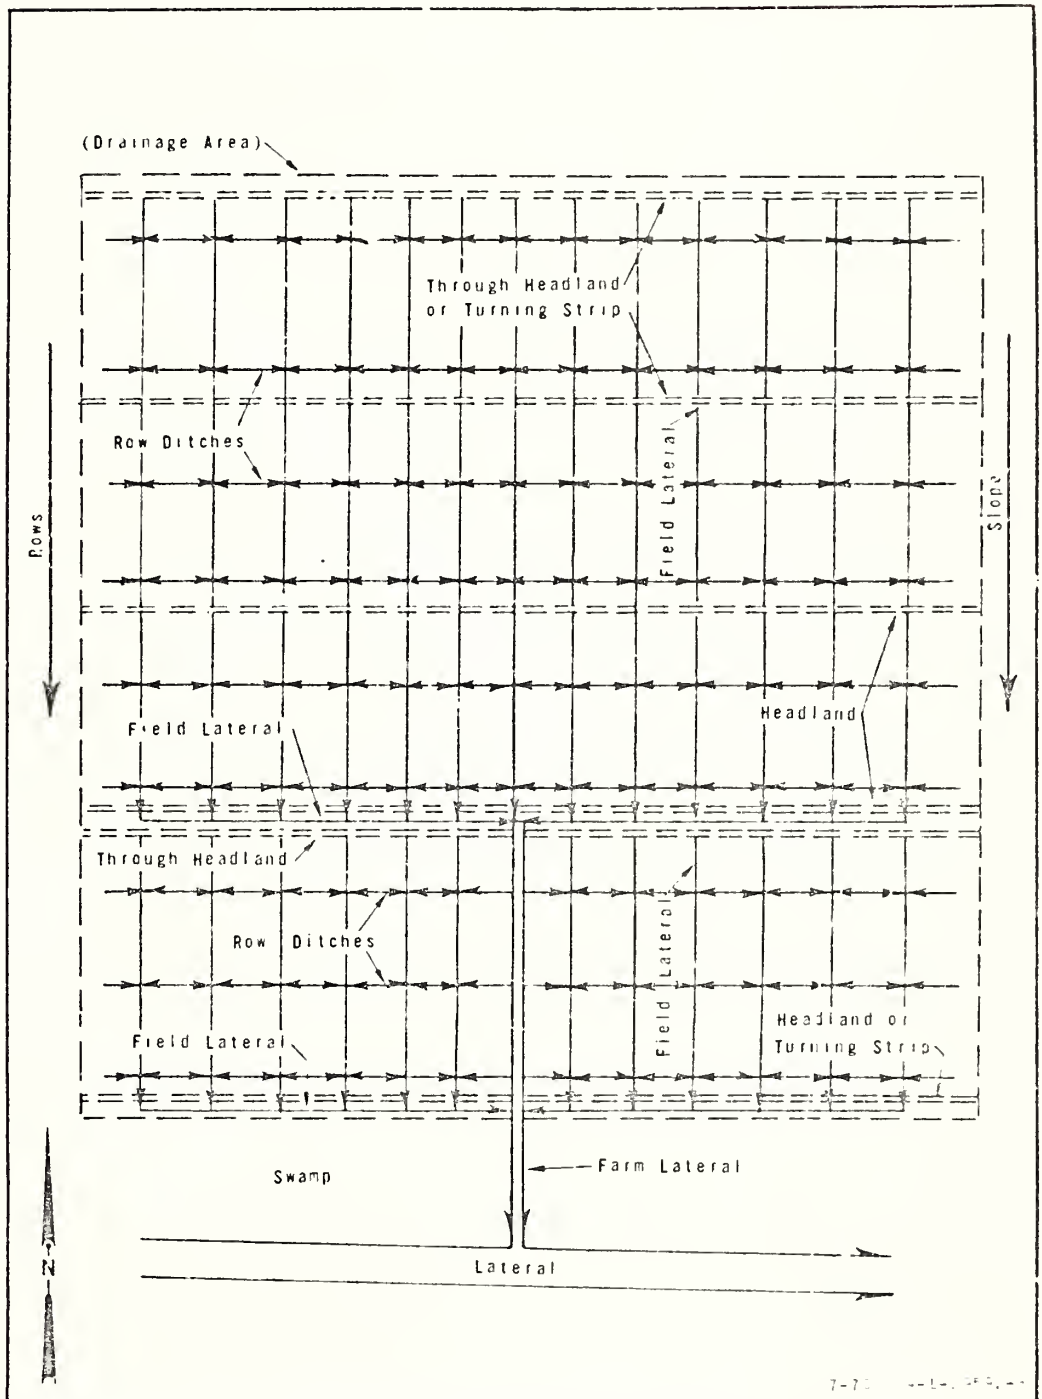 (Drainage Area)
Through Headland
or Turning Strip
Row Ditches
Field Lateral
Rows
Slope
Headland
Field Lateral
Through Headland
Row Ditches
Field Lateral
Field Lateral
Headland or
Turning Strip
Swamp
Farm Lateral
Lateral
N